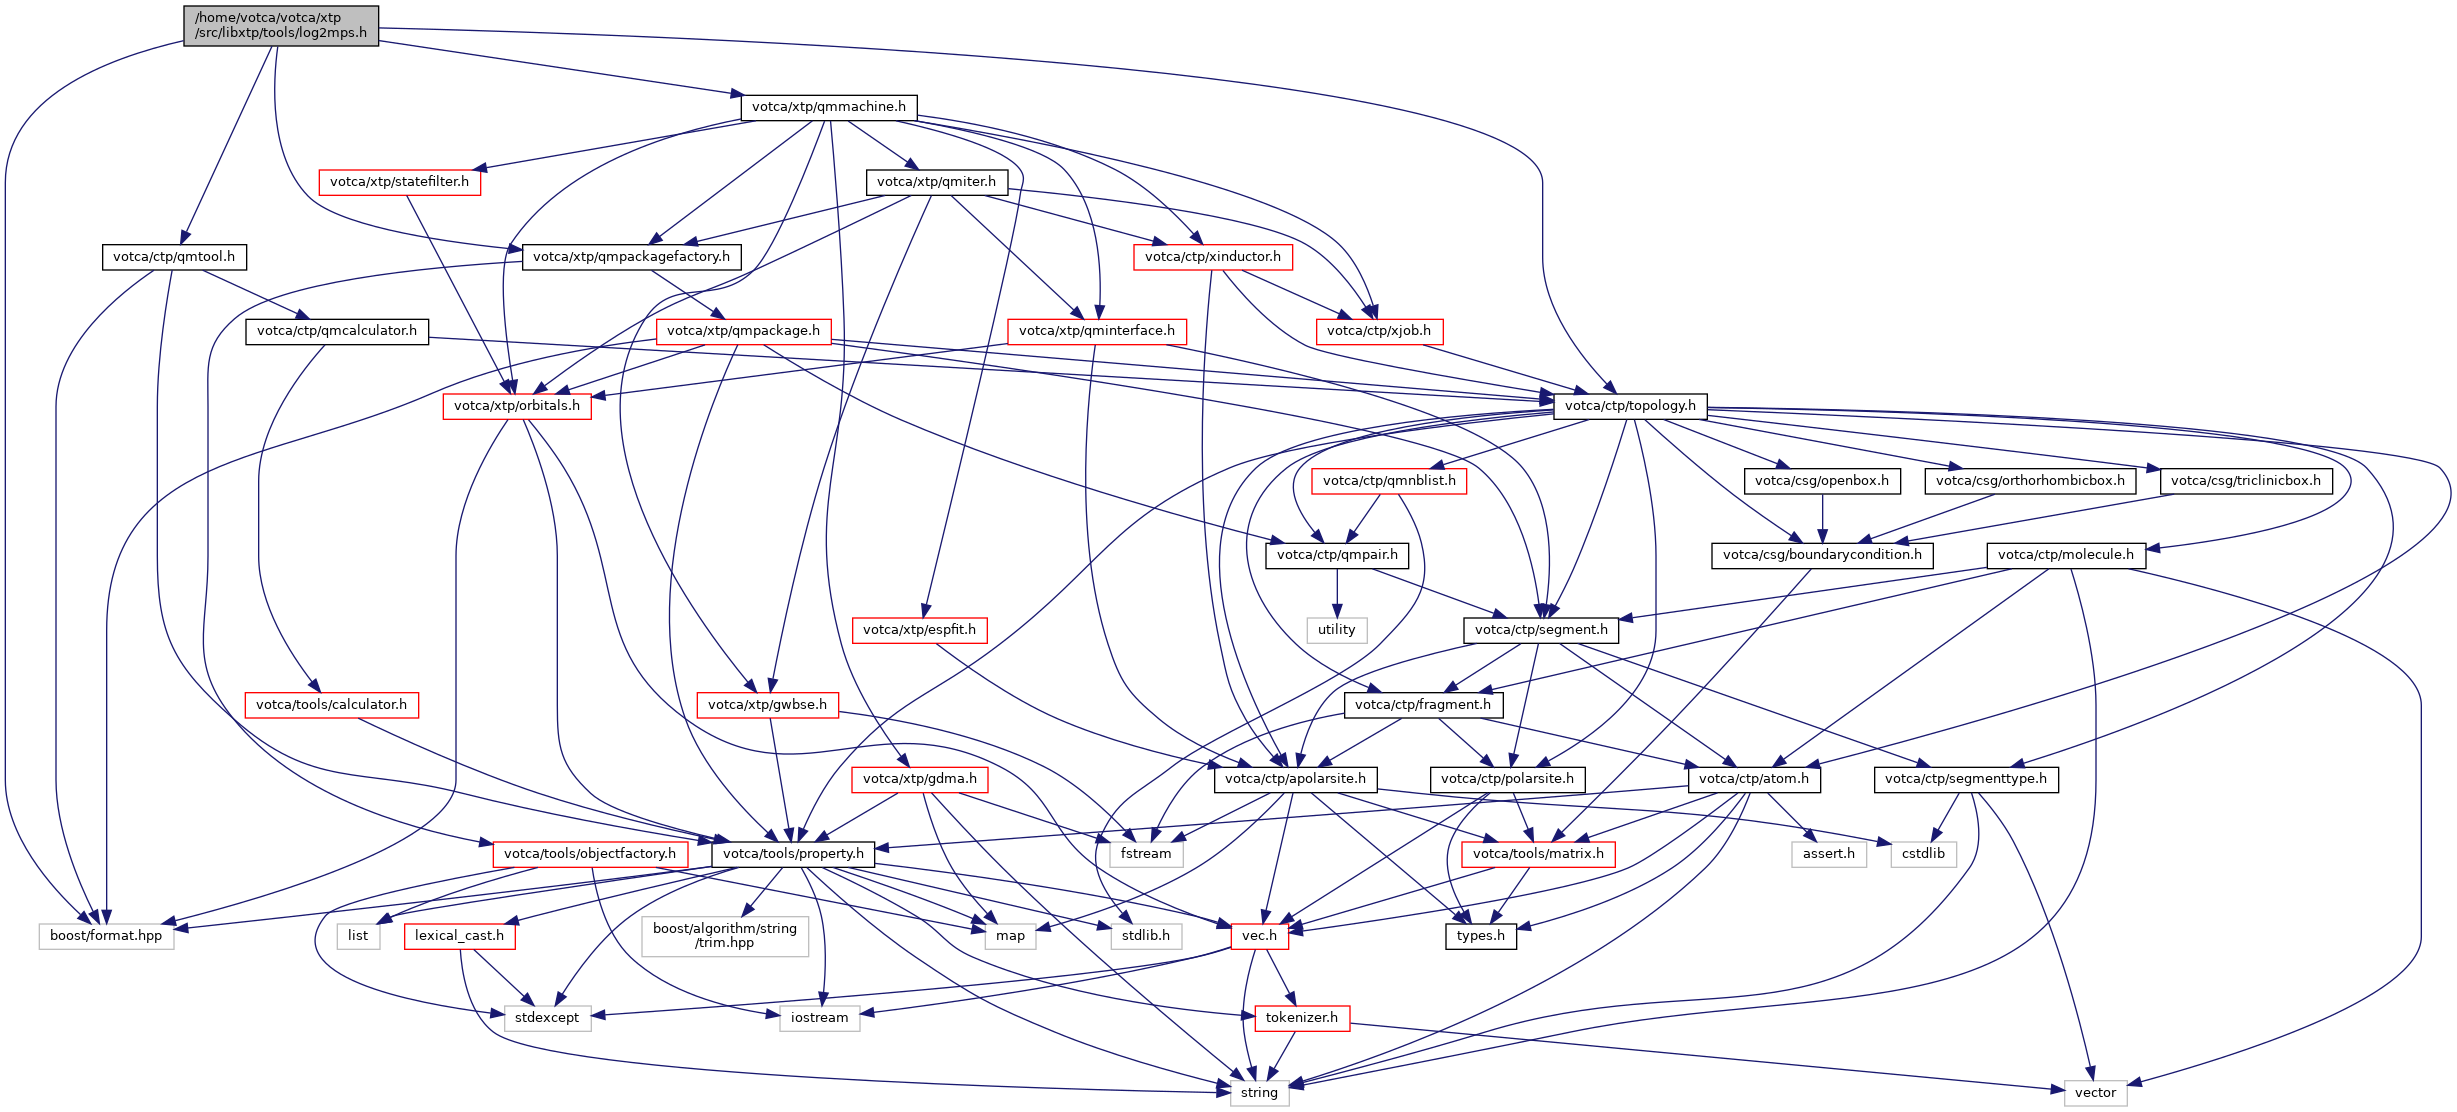 /home/votca/votca/xtp
/src/libxtp/tools/log2mps.h
votca/xtp/qmmachine.h
votca/xtp/statefilter.h
votca/xtp/qmiter.h
votca/ctp/qmtool.h
votca/xtp/qmpackagefactory.h
votca/ctp/xinductor.h
votca/ctp/qmcalculator.h
votca/xtp/qmpackage.h
votca/xtp/qminterface.h
votca/ctp/xjob.h
votca/xtp/orbitals.h
votca/ctp/topology.h
votca/ctp/qmnblist.h
votca/csg/openbox.h
votca/csg/orthorhombicbox.h
votca/csg/triclinicbox.h
votca/ctp/qmpair.h
votca/csg/boundarycondition.h
votca/ctp/molecule.h
votca/xtp/espfit.h
utility
votca/ctp/segment.h
votca/tools/calculator.h
votca/xtp/gwbse.h
votca/ctp/fragment.h
votca/xtp/gdma.h
votca/ctp/apolarsite.h
votca/ctp/polarsite.h
votca/ctp/atom.h
votca/ctp/segmenttype.h
votca/tools/objectfactory.h
votca/tools/property.h
fstream
votca/tools/matrix.h
assert.h
cstdlib
boost/format.hpp
list
lexical_cast.h
boost/algorithm/string
/trim.hpp
map
stdlib.h
vec.h
types.h
stdexcept
iostream
tokenizer.h
string
vector